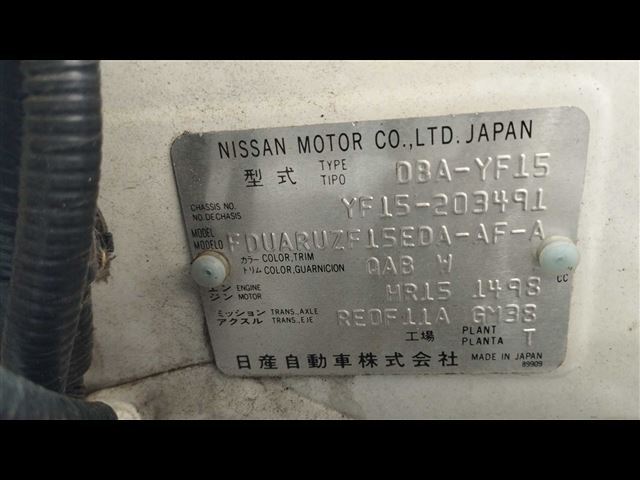 NISSAN MOTOR CO.,LTD. JAPAN
型式 TYPE TIPO DBA-YF15
CHASSIS NO. NO.DECHASIS YF15-203491
MODEL MODELO FDUARUZF15EDA-AF-A
カラー COLOR,TRIM
トリム COLOR,GUARNICION QAB W
エンジン ENGINE MOTOR HR15 1498 CC
ミッション TRANS.,AXLE
アクスル TRANS.,EJE RE0F11A GM38
工場 PLANT PLANTA T
日産自動車株式会社 MADE IN JAPAN
89909